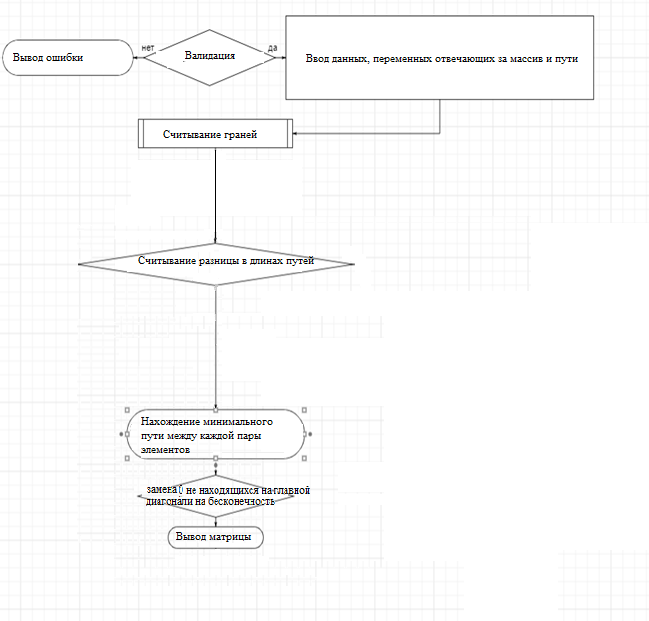 нет
да
Вывод ошибки
Валидация
Ввод данных, переменных отвечающих за массив и пути
Считывание граней
Считывание разницы в длинах путей
Нахождение минимального
пути между каждой пары
элементов
замена 0 не находящихся на главной
диагонали на бесконечность
Вывод матрицы